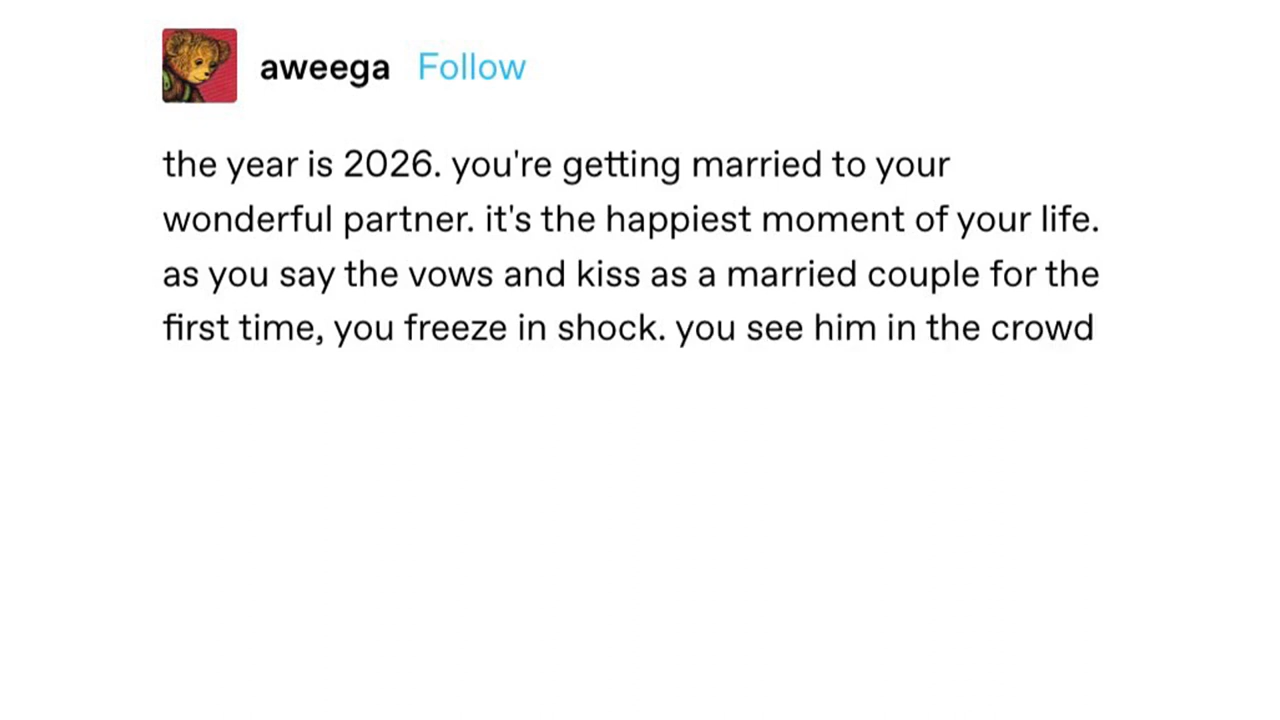 aweega Follow
the year is 2026. you're getting married to your
wonderful partner. it's the happiest moment of your life.
as you say the vows and kiss as a married couple for the
first time, you freeze in shock. you see him in the crowd